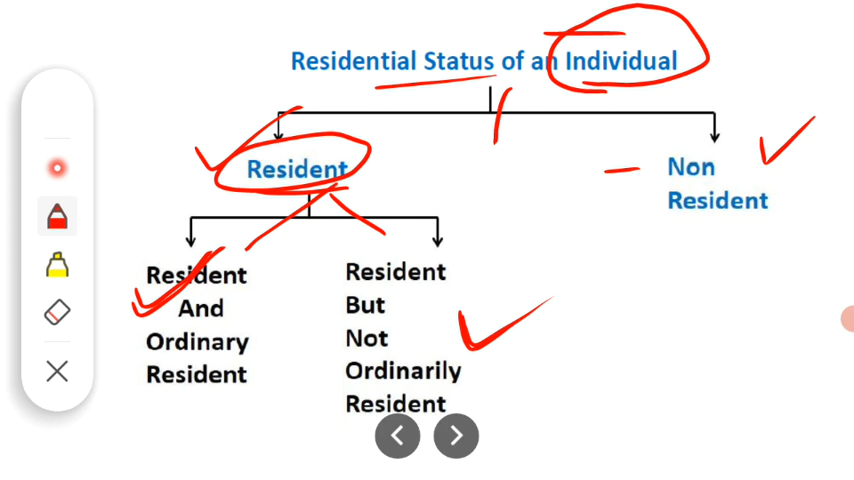 Residential Status of an Individual
Resident
Non
Resident
Resident
And
Ordinary
Resident
Resident
But
Not
Ordinarily
Resident